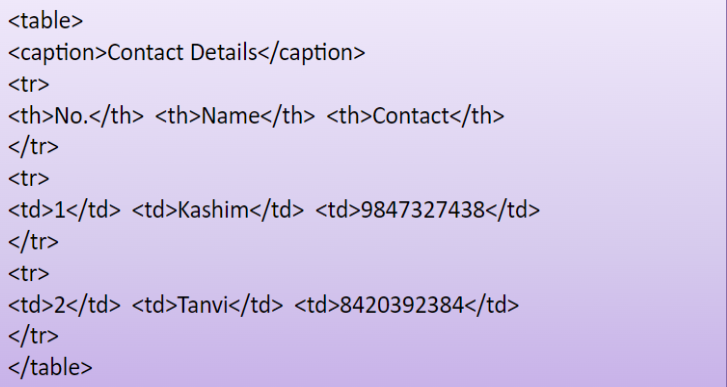 <table>
<caption>Contact Details</caption>
<tr>
<th>No.</th> <th>Name</th> <th>Contact</th>
</tr>
<tr>
<td>1</td> <td>Kashim</td> <td>9847327438</td>
</tr>
<tr>
<td>2</td> <td>Tanvi</td> <td>8420392384</td>
</tr>
</table>